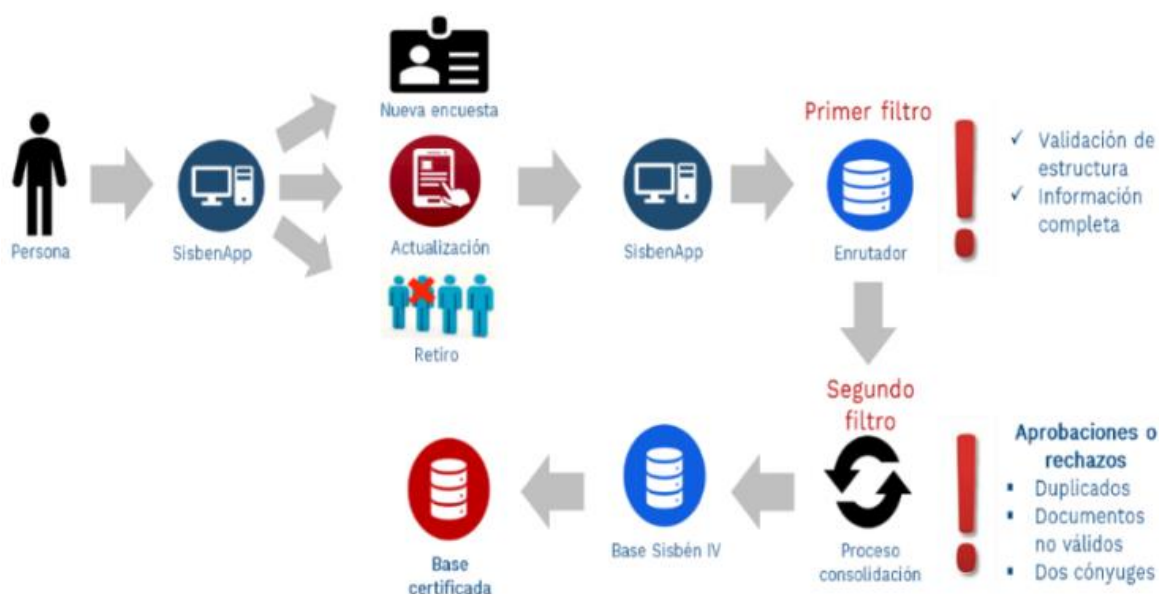 Persona
SisbenApp
Nueva encuesta
Actualización
Retiro
SisbenApp
Primer filtro
Enrutador
✓ Validación de
estructura
✓ Información
completa
Segundo
filtro
Proceso
consolidación
Aprobaciones o
rechazos
▪ Duplicados
▪ Documentos
no válidos
▪ Dos cónyuges
Base Sisbén IV
Base
certificada